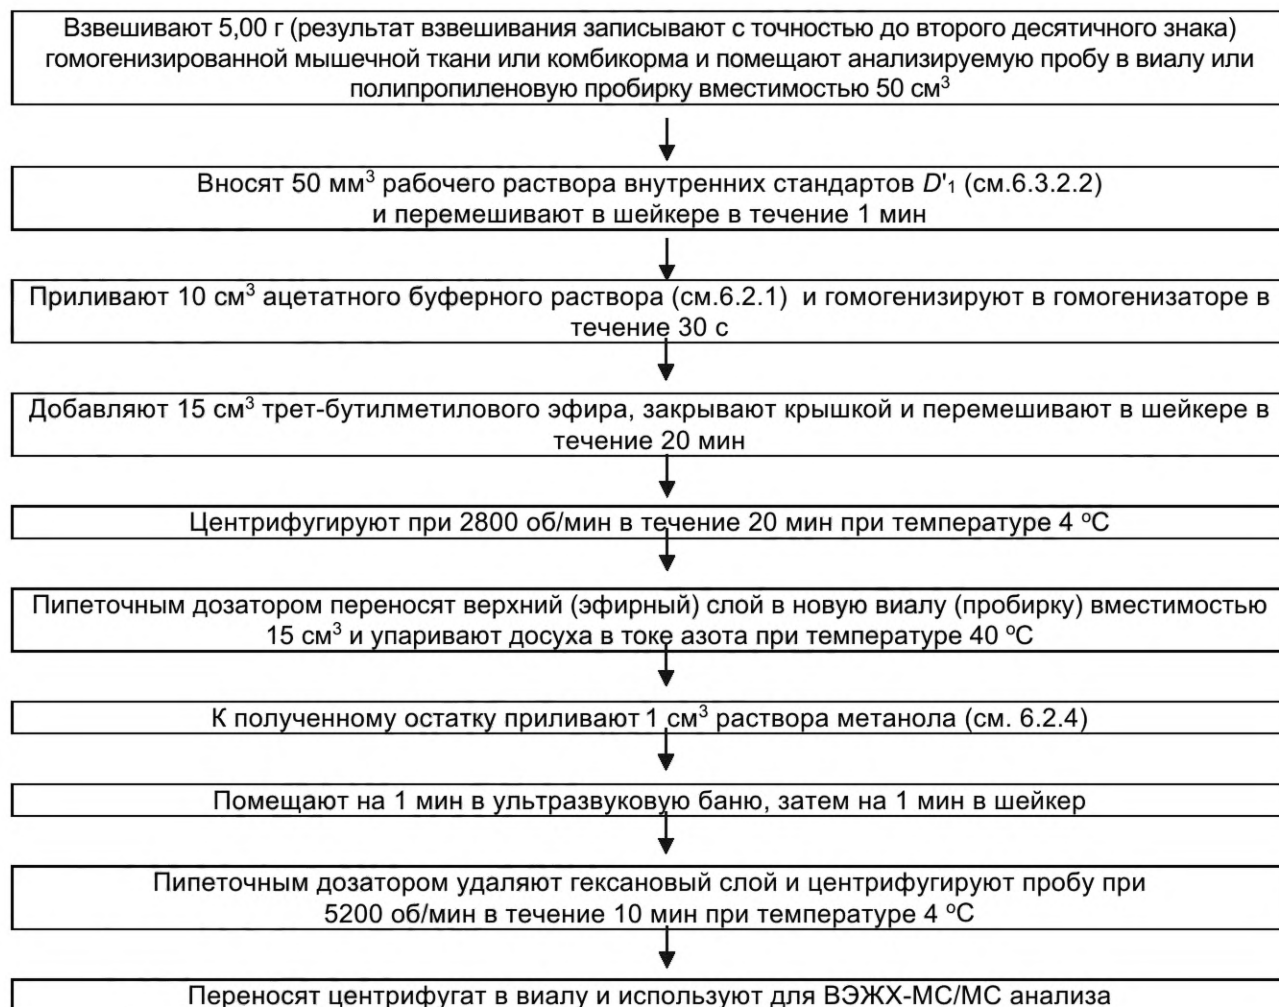 Взвешивают 5,00 г (результат взвешивания записывают с точностью до второго десятичного знака)
гомогенизированной мышечной ткани или комбикорма и помещают анализируемую пробу в виалу или
полипропиленовую пробирку вместимостью 50 см³
Вносят 50 мм³ рабочего раствора внутренних стандартов D'₁ (см.6.3.2.2)
и перемешивают в шейкере в течение 1 мин
Приливают 10 см³ ацетатного буферного раствора (см.6.2.1) и гомогенизируют в гомогенизаторе в
течение 30 с
Добавляют 15 см³ трет-бутилметилового эфира, закрывают крышкой и перемешивают в шейкере в
течение 20 мин
Центрифугируют при 2800 об/мин в течение 20 мин при температуре 4 ºС
Пипеточным дозатором переносят верхний (эфирный) слой в новую виалу (пробирку) вместимостью
15 см³ и упаривают досуха в токе азота при температуре 40 ºС
К полученному остатку приливают 1 см³ раствора метанола (см. 6.2.4)
Помещают на 1 мин в ультразвуковую баню, затем на 1 мин в шейкер
Пипеточным дозатором удаляют гексановый слой и центрифугируют пробу при
5200 об/мин в течение 10 мин при температуре 4 ºС
Переносят центрифугат в виалу и используют для ВЭЖХ-МС/МС анализа